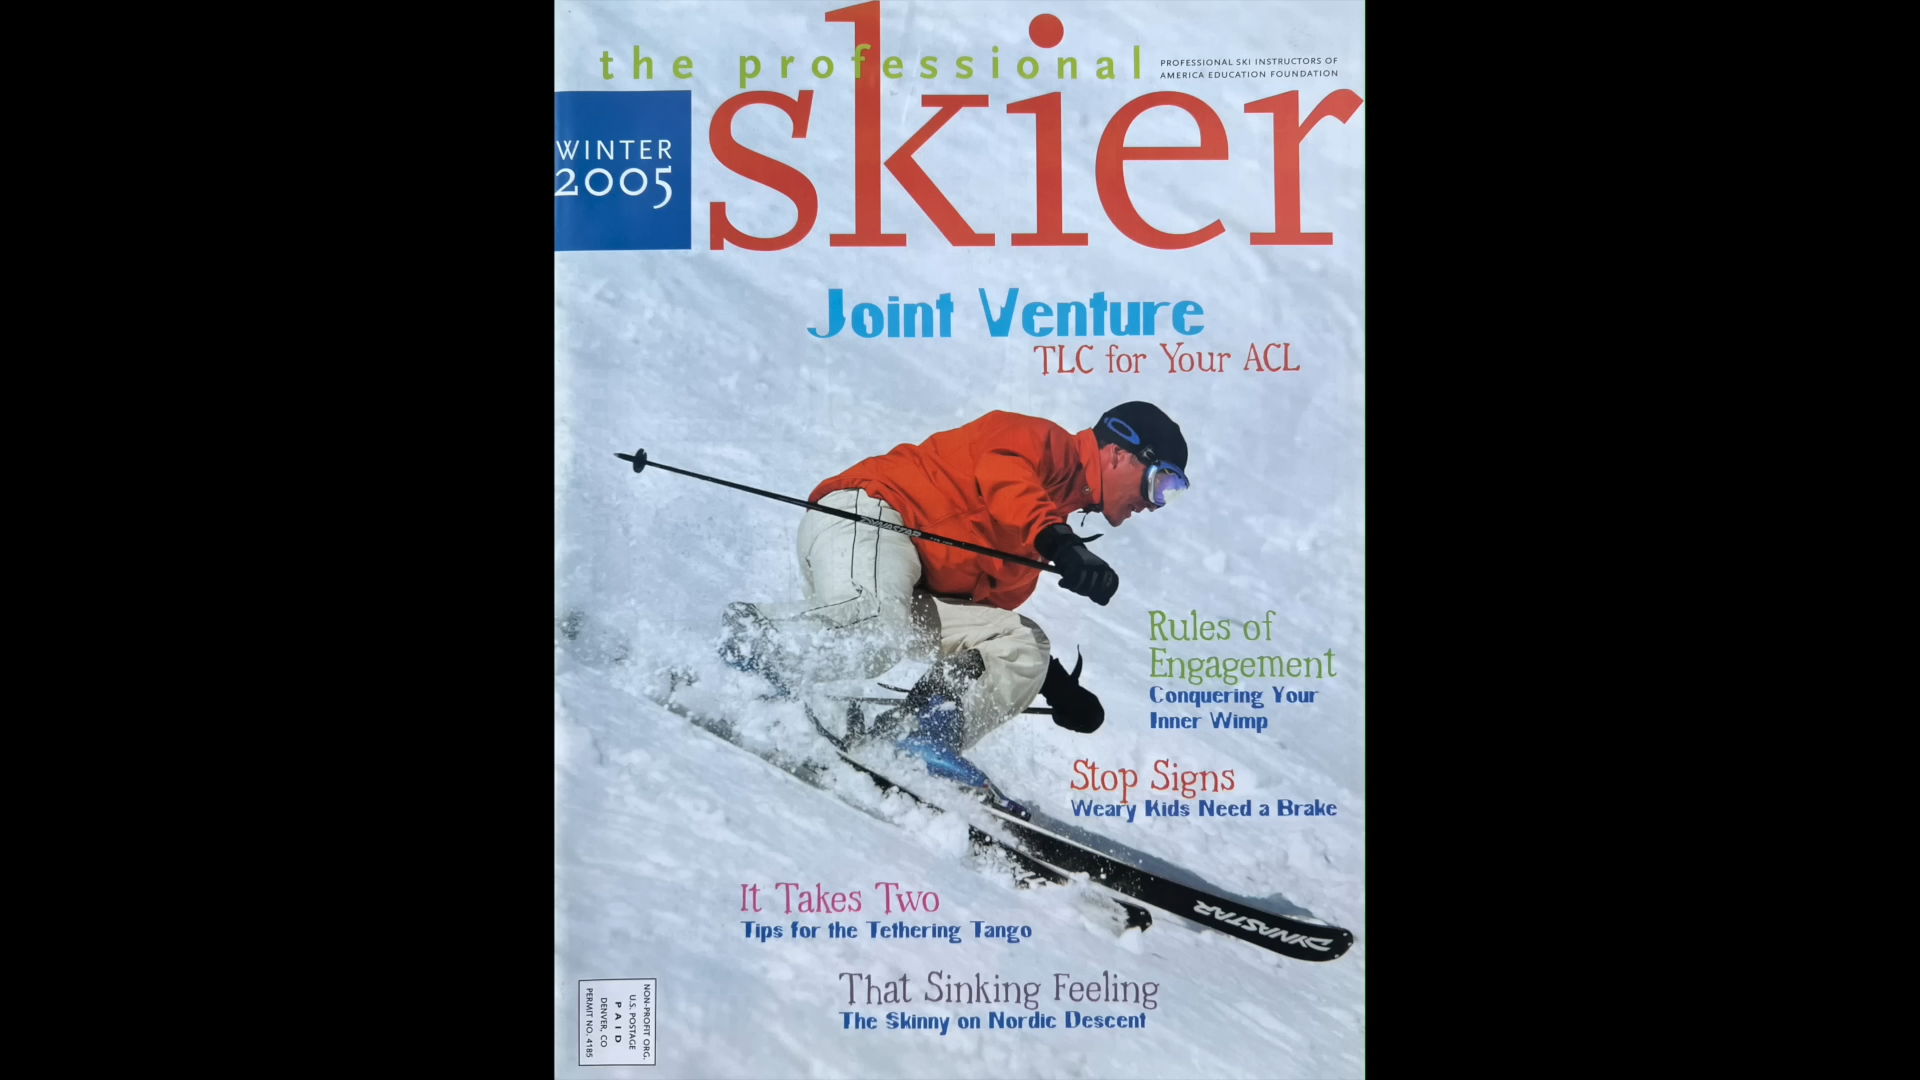 the professional
PROFESSIONAL SKI INSTRUCTORS OF
AMERICA EDUCATION FOUNDATION
skier
WINTER
2005
Joint Venture
TLC for Your ACL
DYNASTAR
Rules of
Engagement
Conquering Your
Inner Wimp
Stop Signs
Weary Kids Need a Brake
DYNASTAR
It Takes Two
Tips for the Tethering Tango
That Sinking Feeling
The Skinny on Nordic Descent
NON-PROFIT ORG.
U.S. POSTAGE
PAID
DENVER, CO
PERMIT NO. 4185